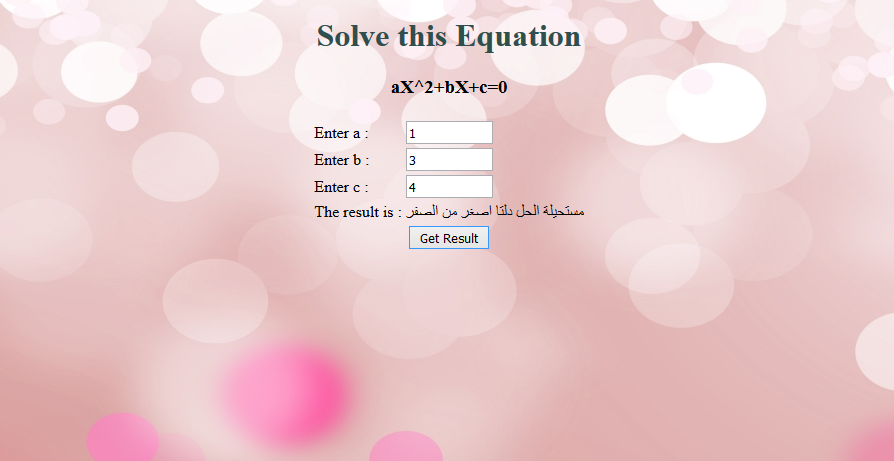 Solve this Equation
aX^2+bX+c=0
Enter a : 1
Enter b : 3
Enter c : 4
The result is : مستحيلة الحل دلتا اصغر من الصفر
Get Result